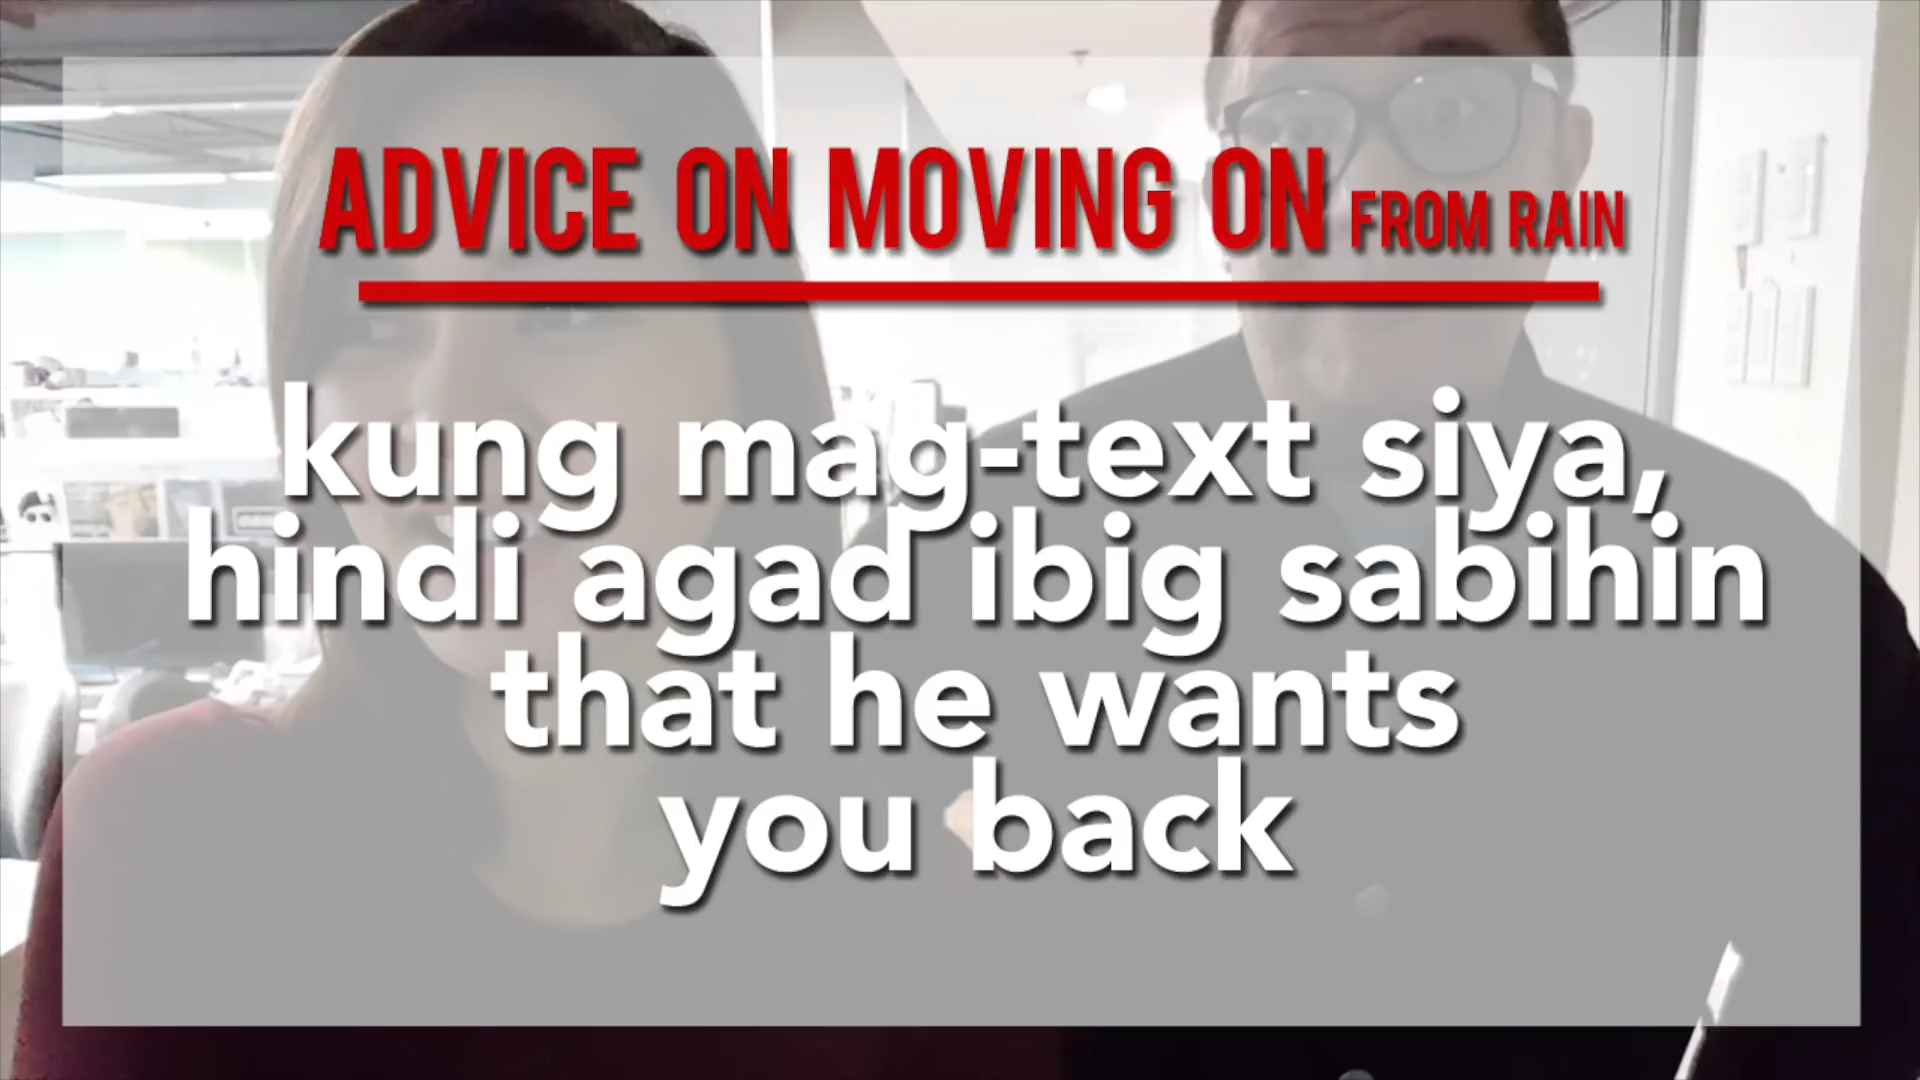 ADVICE ON MOVING ON FROM RAIN
kung mag-text siya,
hindi agad ibig sabihin
that he wants
you back